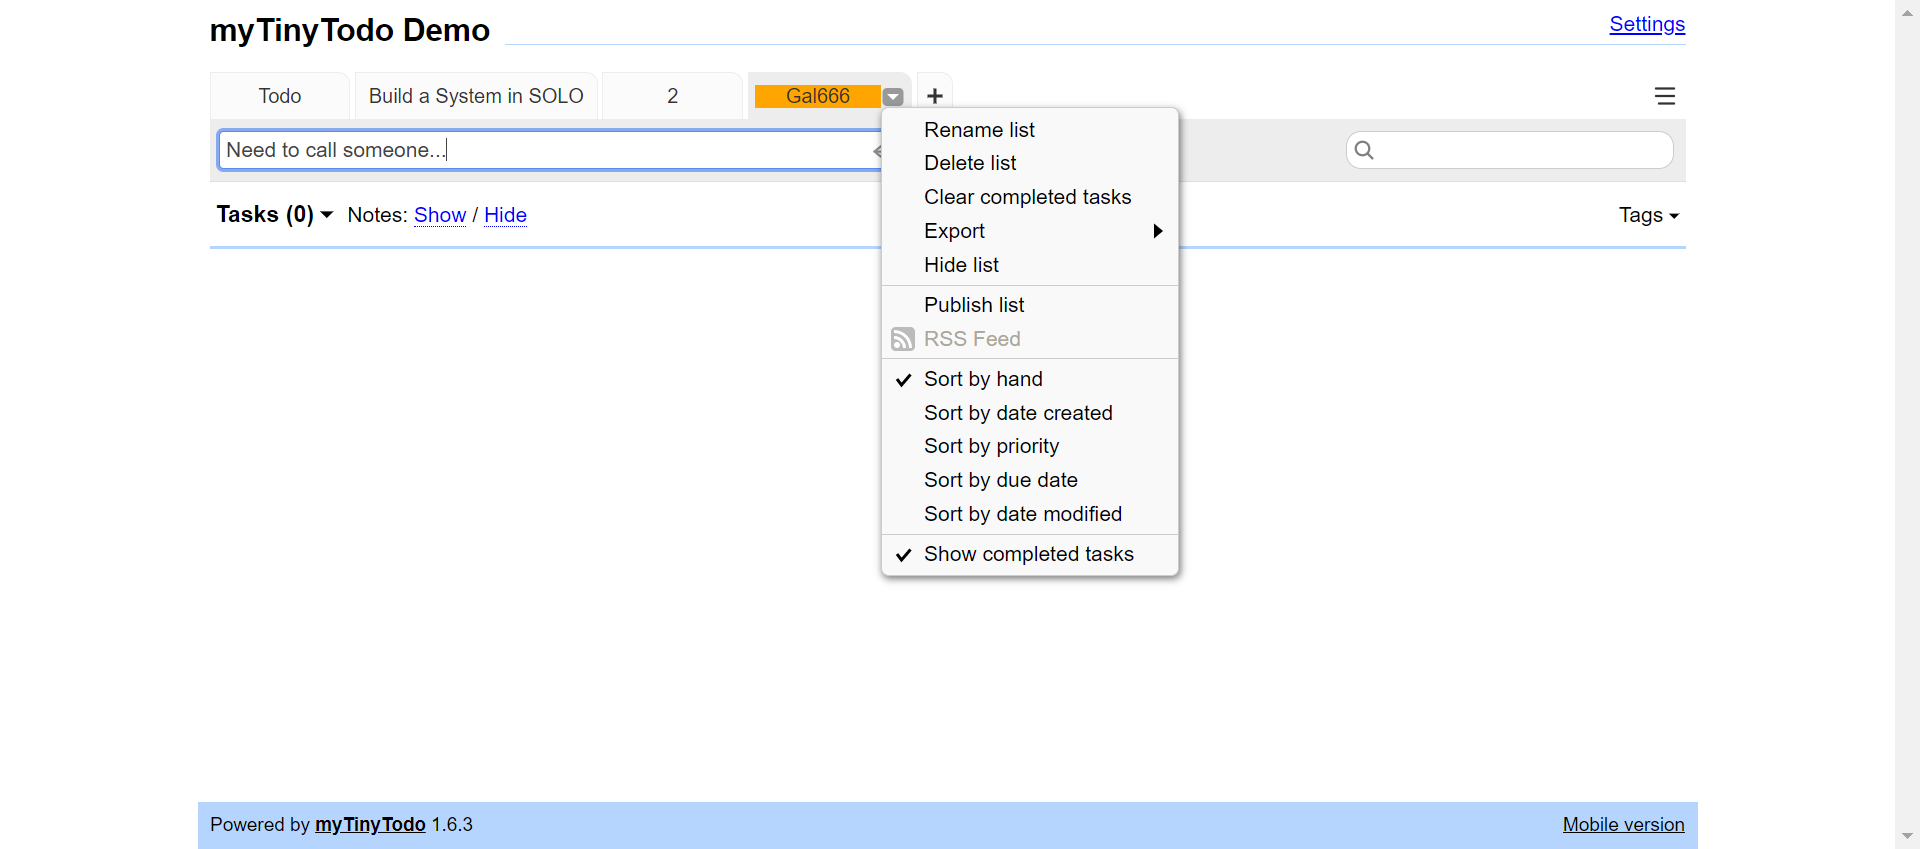 myTinyTodo Demo
Settings
Todo
Build a System in SOLO
2
Gal666
+
Need to call someone...
Rename list
Delete list
Clear completed tasks
Export
Hide list
Publish list
RSS Feed
Sort by hand
Sort by date created
Sort by priority
Sort by due date
Sort by date modified
Show completed tasks
Tasks (0) Notes: Show / Hide
Tags
Powered by myTinyTodo 1.6.3
Mobile version